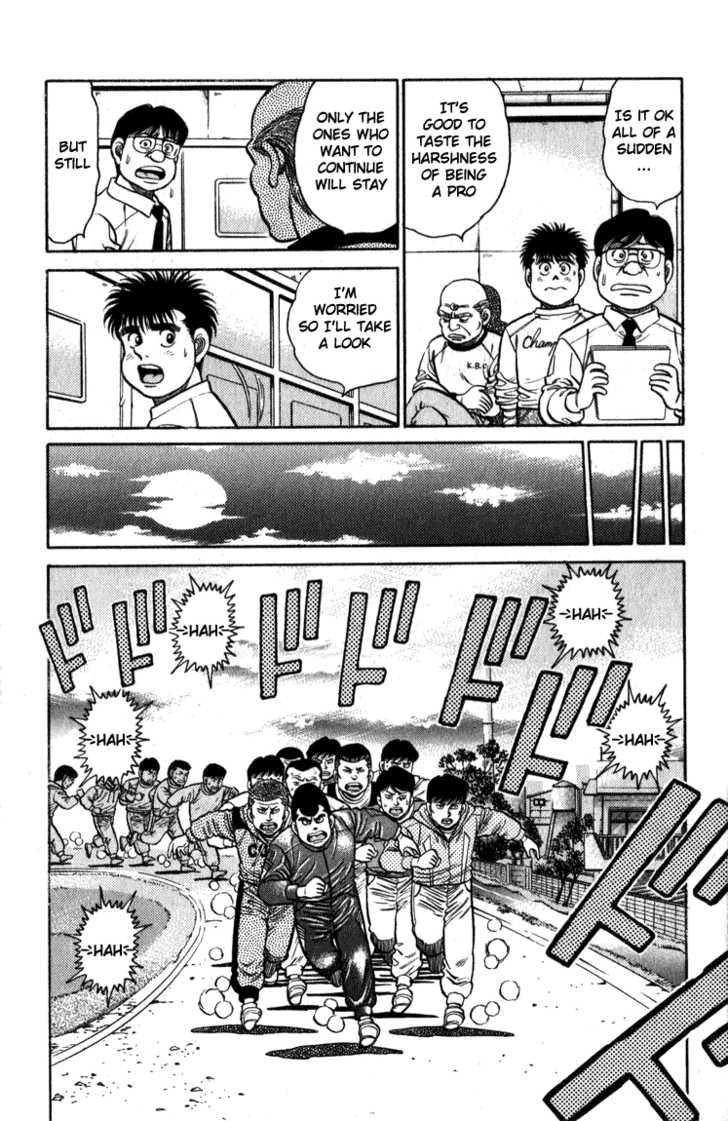 IS IT OK
ALL OF A
SUDDEN
...
IT'S
GOOD TO
TASTE THE
HARSHNESS
OF BEING
A PRO
Champ
K.B.G
ONLY THE
ONES WHO
WANT TO
CONTINUE
WILL STAY
BUT
STILL
I'M
WORRIED
SO I'LL TAKE
A LOOK
ドドドドドドド
HAH
HAH
HAH
HAH
HAH